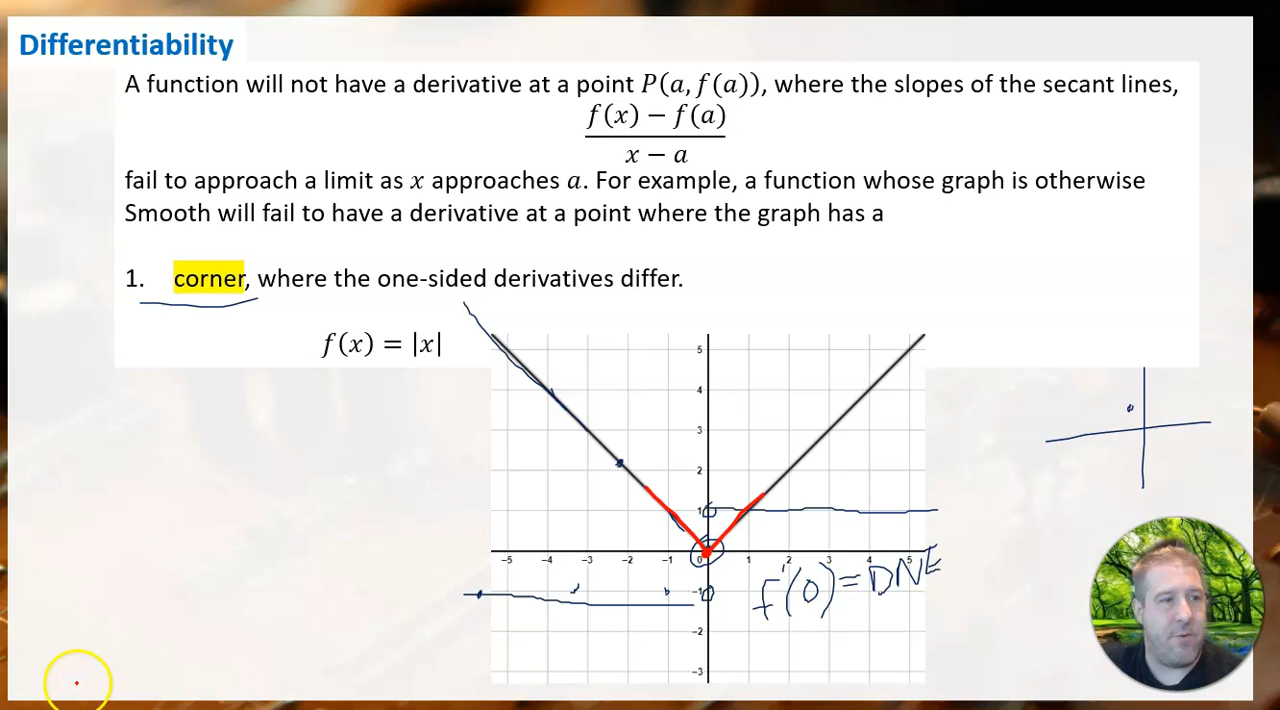 Differentiability
A function will not have a derivative at a point P(a, f(a)), where the slopes of the secant lines,
f(x) − f(a)
x − a
fail to approach a limit as x approaches a. For example, a function whose graph is otherwise
Smooth will fail to have a derivative at a point where the graph has a
1. corner, where the one-sided derivatives differ.
f(x) = |x|
5
4
3
2
1
−5 −4 −3 −2 −1 0 1 2 3 4 5
f'(0) = DNE
−1
−2
−3